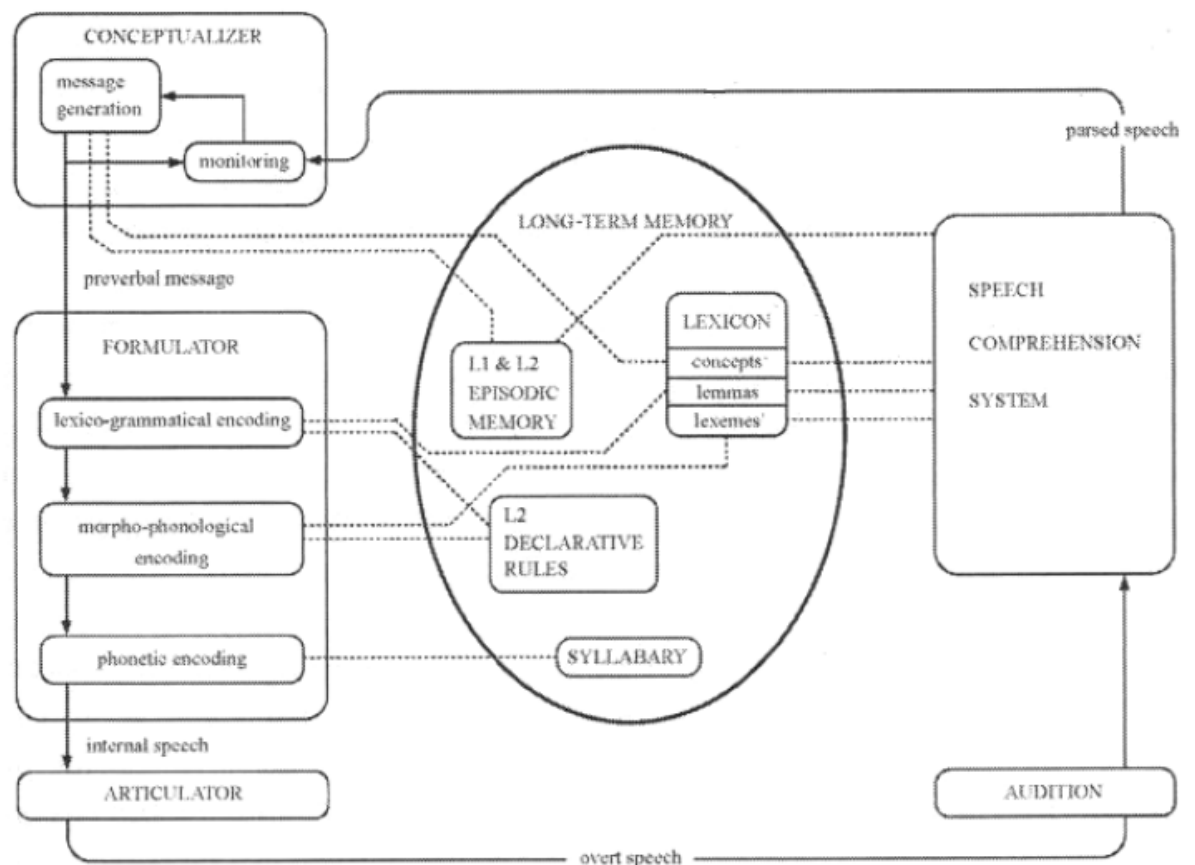 CONCEPTUALIZER
message
generation
monitoring
parsed speech
preverbal message
LONG-TERM MEMORY
FORMULATOR
lexico-grammatical encoding
morpho-phonological
encoding
phonetic encoding
internal speech
ARTICULATOR
L1 & L2
EPISODIC
MEMORY
LEXICON
concepts
lemmas
lexemes
L2
DECLARATIVE
RULES
SYLLABARY
SPEECH
COMPREHENSION
SYSTEM
AUDITION
overt speech